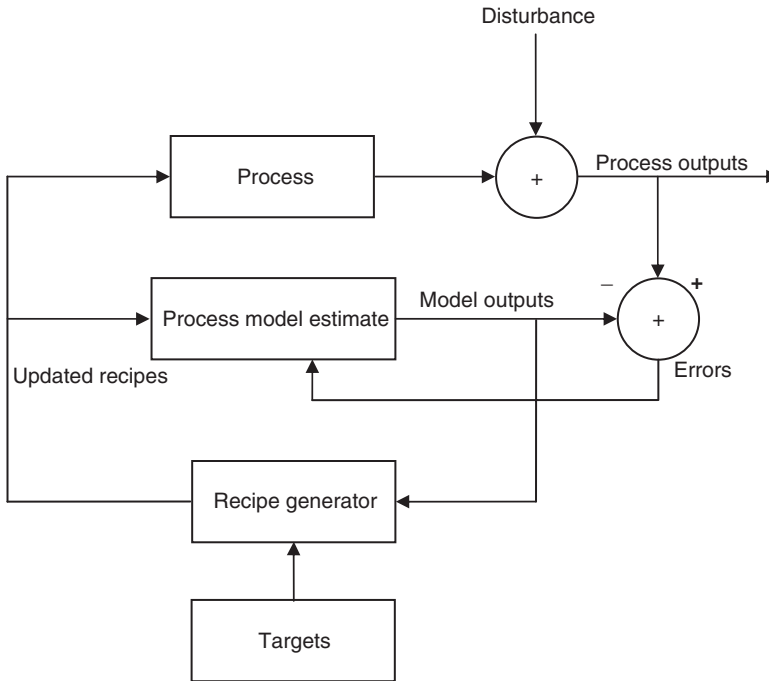 Disturbance
Process
+
Process outputs
− +
Process model estimate
Model outputs
+
Updated recipes
Errors
Recipe generator
Targets